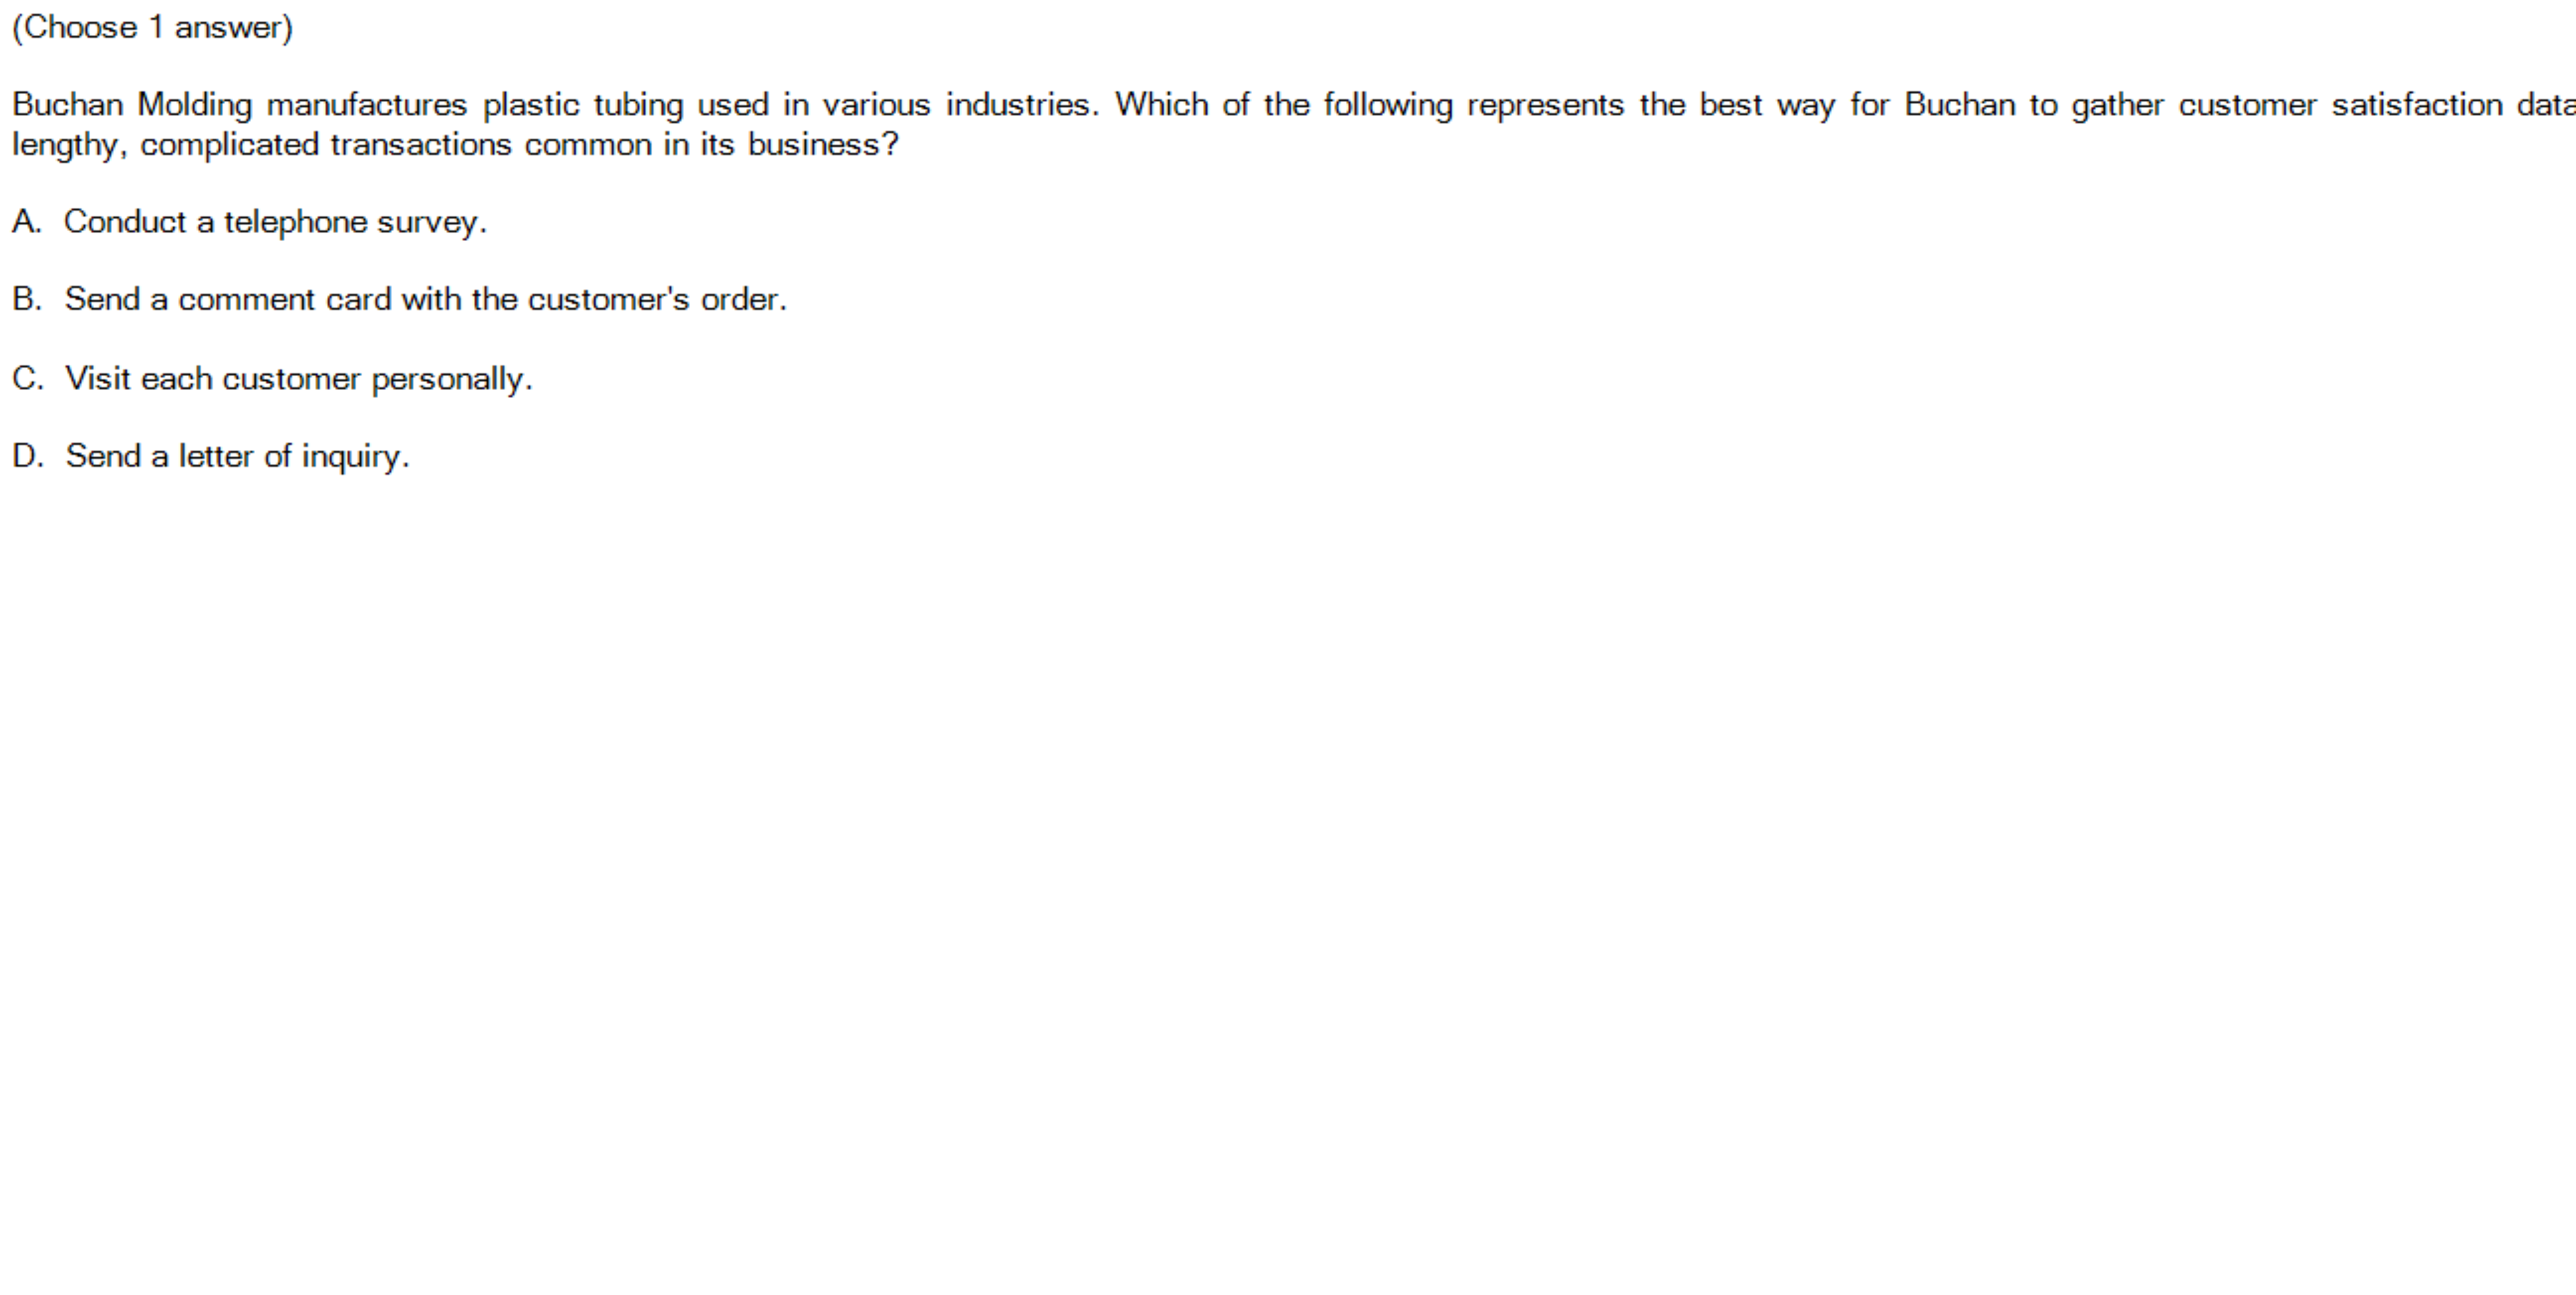 (Choose 1 answer)
Buchan Molding manufactures plastic tubing used in various industries. Which of the following represents the best way for Buchan to gather customer satisfaction data
lengthy, complicated transactions common in its business?
A. Conduct a telephone survey.
B. Send a comment card with the customer's order.
C. Visit each customer personally.
D. Send a letter of inquiry.